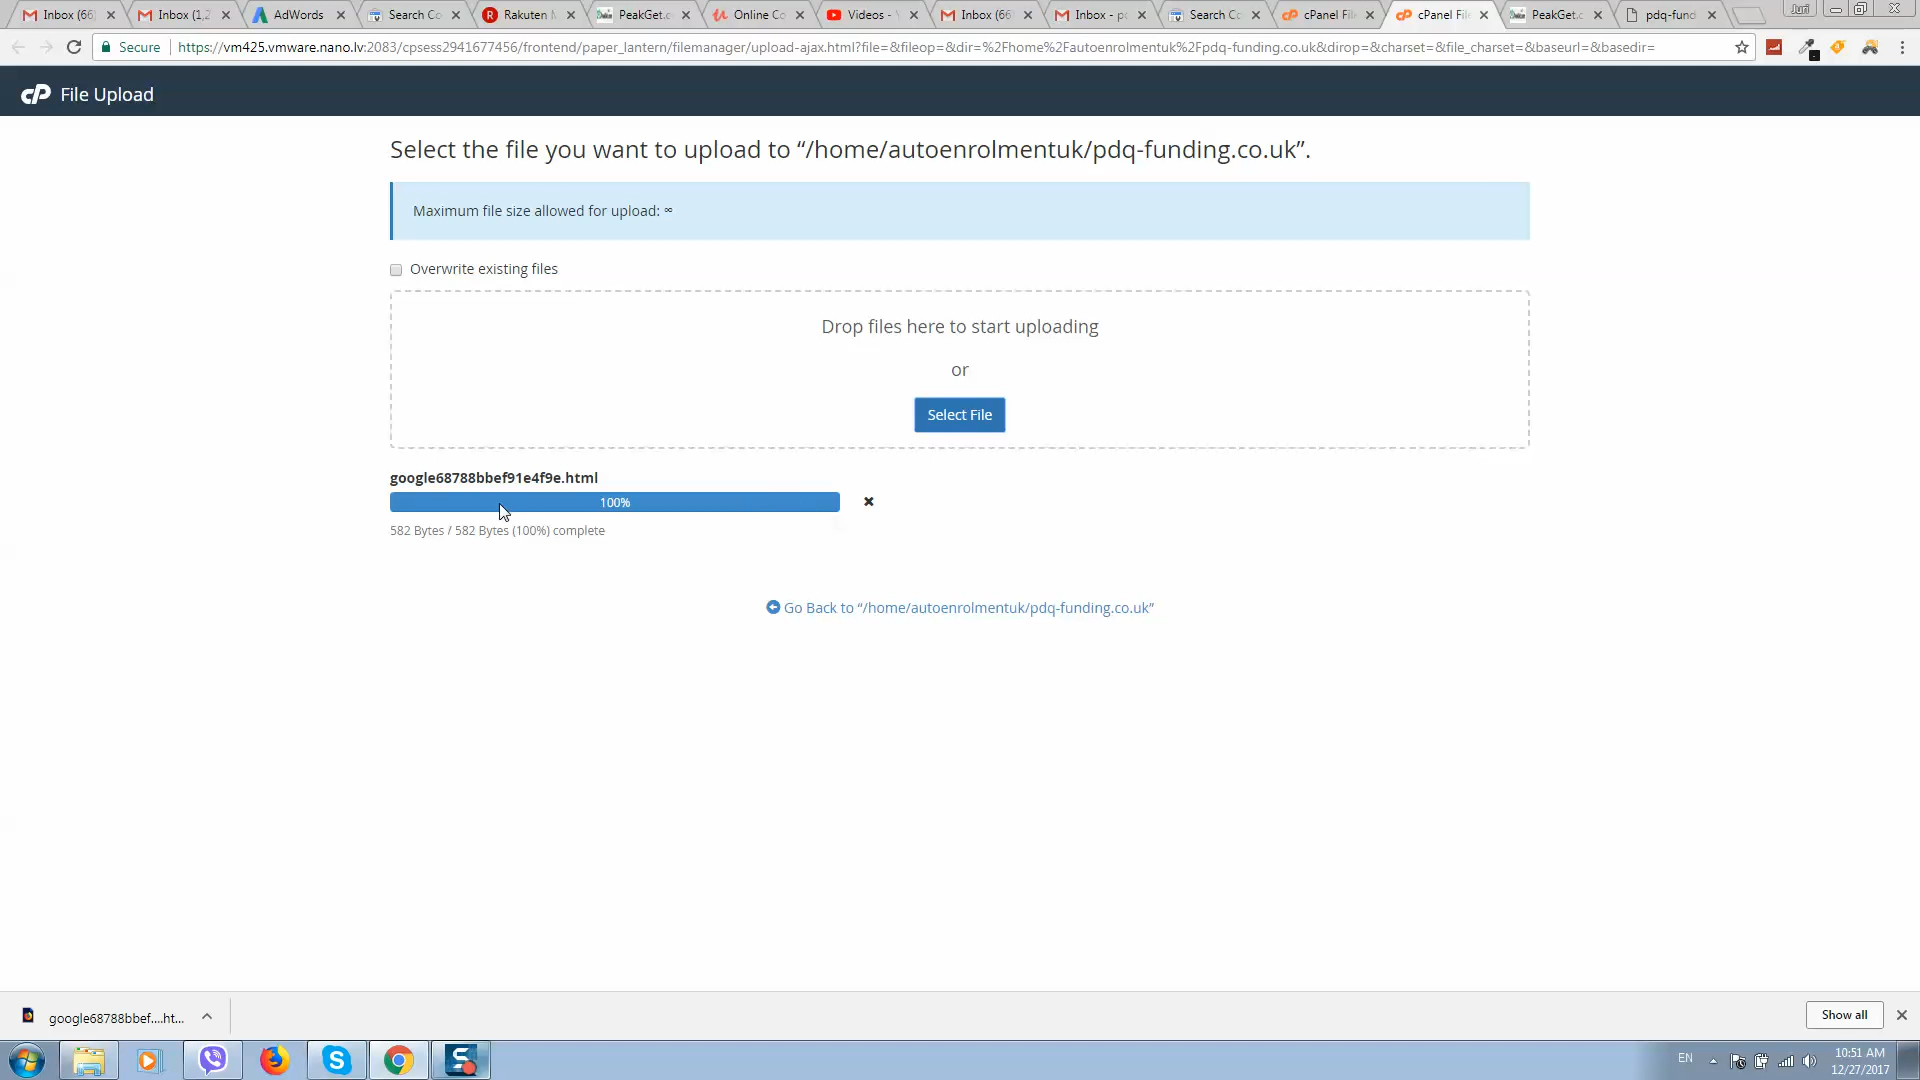 Inbox (66
Inbox (1,2
AdWords
Search Co
Rakuten
PeakGet.c
Online Co
Videos -
Inbox (66
Inbox - p
Search Co
cPanel Fil
cPanel Fil
PeakGet.c
pdq-fund
Juri
Secure
https://vm425.vmware.nano.lv:2083/cpsess2941677456/frontend/paper_lantern/filemanager/upload-ajax.html?file=&fileop=&dir=%2Fhome%2Fautoenrolmentuk%2Fpdq-funding.co.uk&dirop=&charset=&file_charset=&baseurl=&basedir=
cP File Upload
Select the file you want to upload to “/home/autoenrolmentuk/pdq-funding.co.uk”.
Maximum file size allowed for upload: ∞
Overwrite existing files
Drop files here to start uploading
or
Select File
google68788bbef91e4f9e.html
100%
582 Bytes / 582 Bytes (100%) complete
Go Back to “/home/autoenrolmentuk/pdq-funding.co.uk”
google68788bbef....ht...
Show all
EN
10:51 AM
12/27/2017